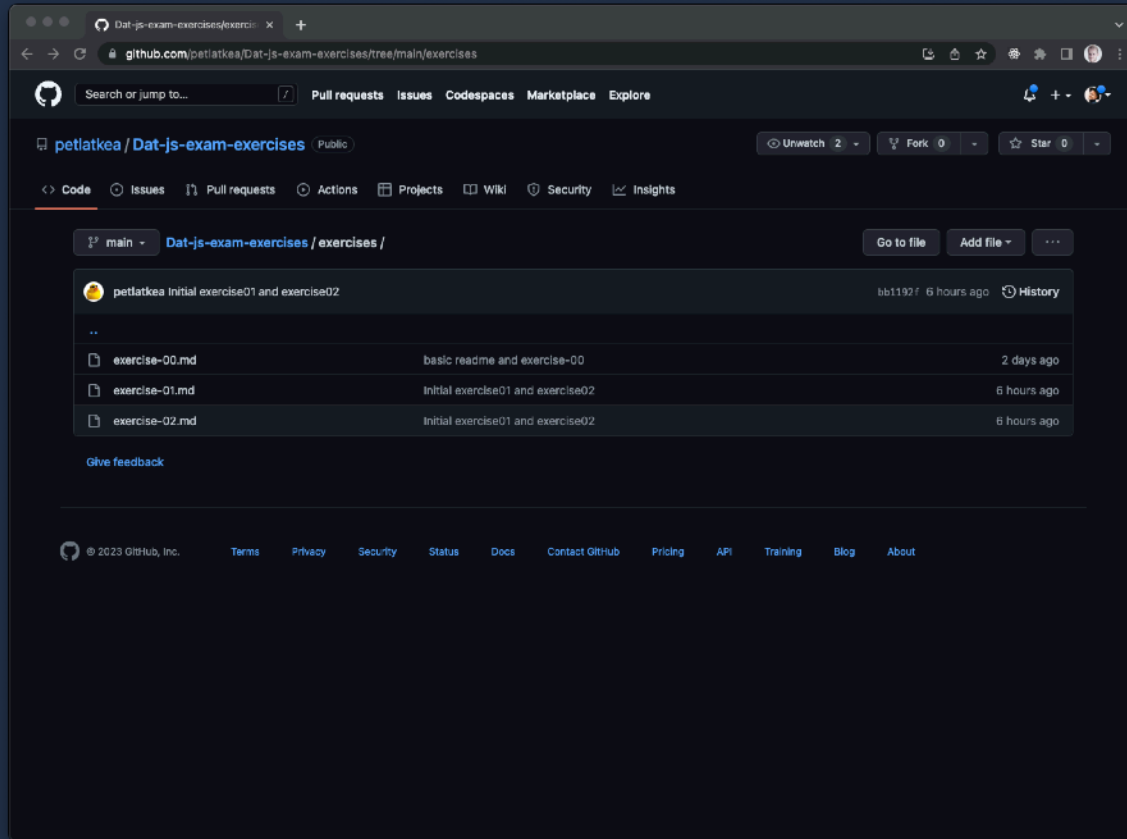 Dat-js-exam-exercises/exercis
github.com/petlatkea/Dat-js-exam-exercises/tree/main/exercises
Search or jump to... / Pull requests Issues Codespaces Marketplace Explore
petlatkea / Dat-js-exam-exercises Public Unwatch 2 Fork 0 Star 0
Code Issues Pull requests Actions Projects Wiki Security Insights
main Dat-js-exam-exercises / exercises / Go to file Add file ...
petlatkea Initial exercise01 and exercise02 bb1192f 6 hours ago History
..
exercise-00.md basic readme and exercise-00 2 days ago
exercise-01.md Initial exercise01 and exercise02 6 hours ago
exercise-02.md Initial exercise01 and exercise02 6 hours ago
Give feedback
© 2023 GitHub, Inc. Terms Privacy Security Status Docs Contact GitHub Pricing API Training Blog About